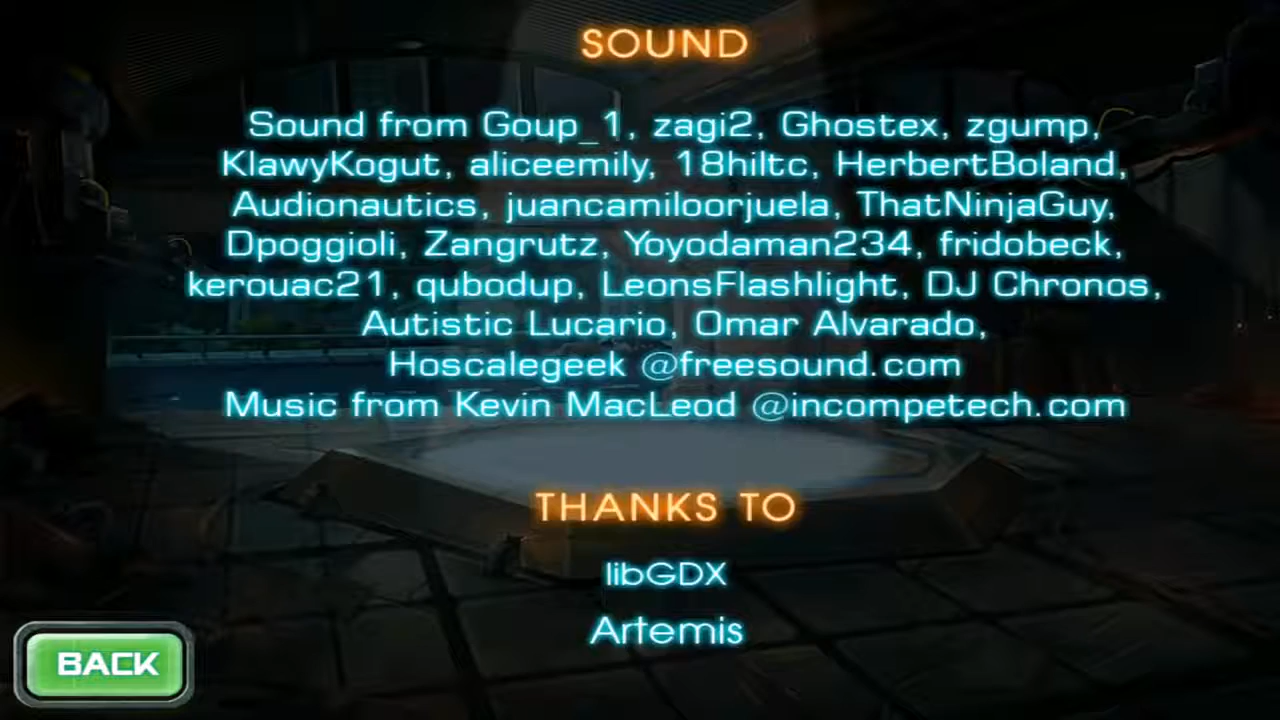 SOUND
Sound from Goup_1, zagi2, Ghostex, zgump,
KlawyKogut, aliceemily, 18hiltc, HerbertBoland,
Audionautics, juancamiloorjuela, ThatNinjaGuy,
Dpoggioli, Zangrutz, Yoyodaman234, fridobeck,
kerouac21, qubodup, LeonsFlashlight, DJ Chronos,
Autistic Lucario, Omar Alvarado,
Hoscalegeek @freesound.com
Music from Kevin MacLeod @incompetech.com
THANKS TO
libGDX
Artemis
BACK